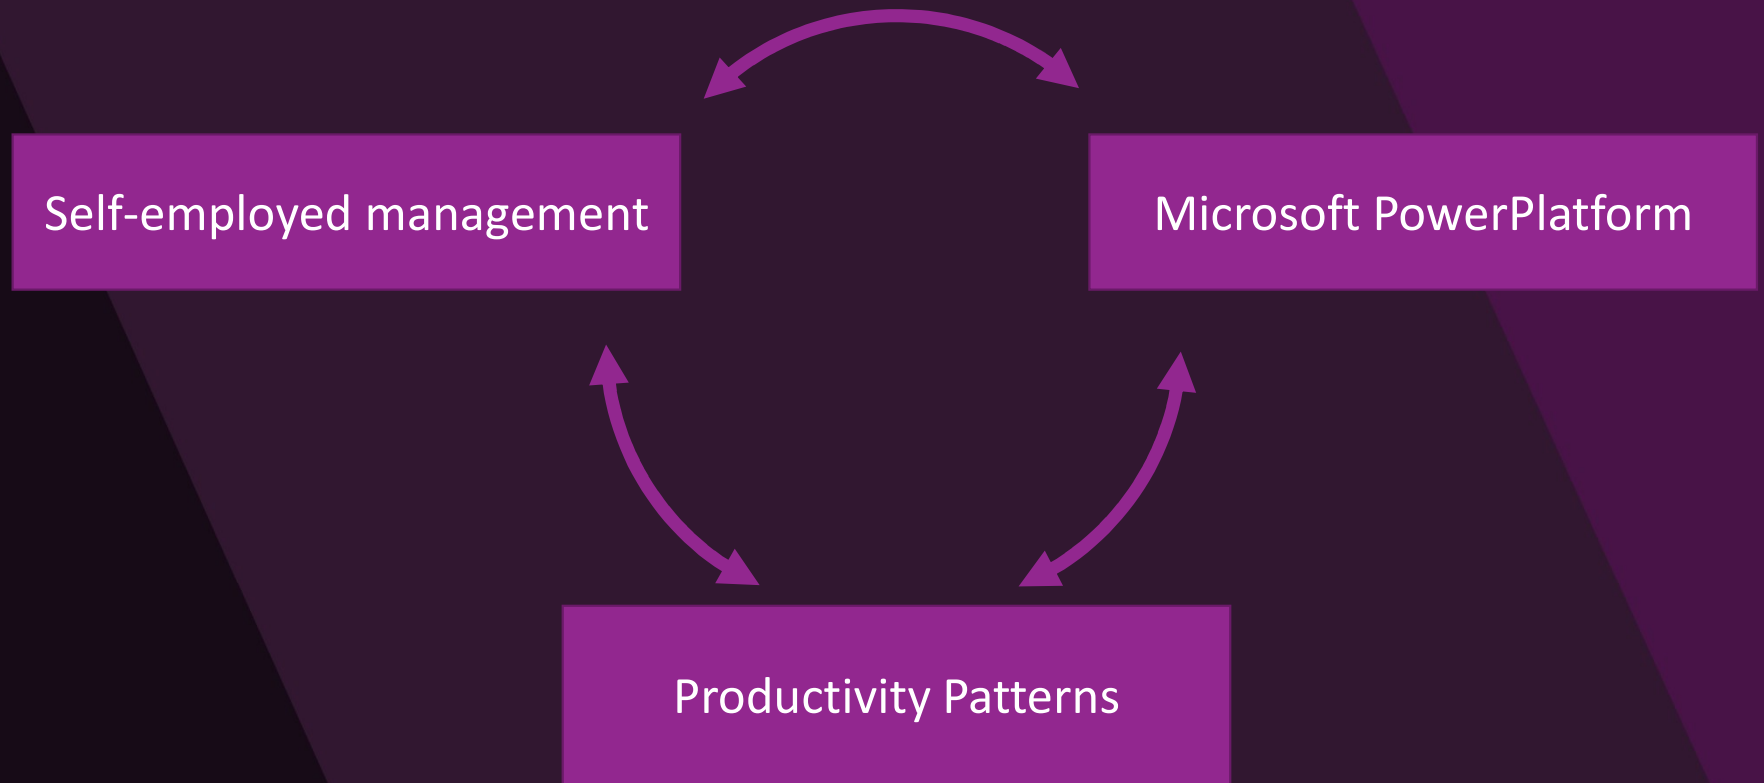 Self-employed management
Microsoft PowerPlatform
Productivity Patterns